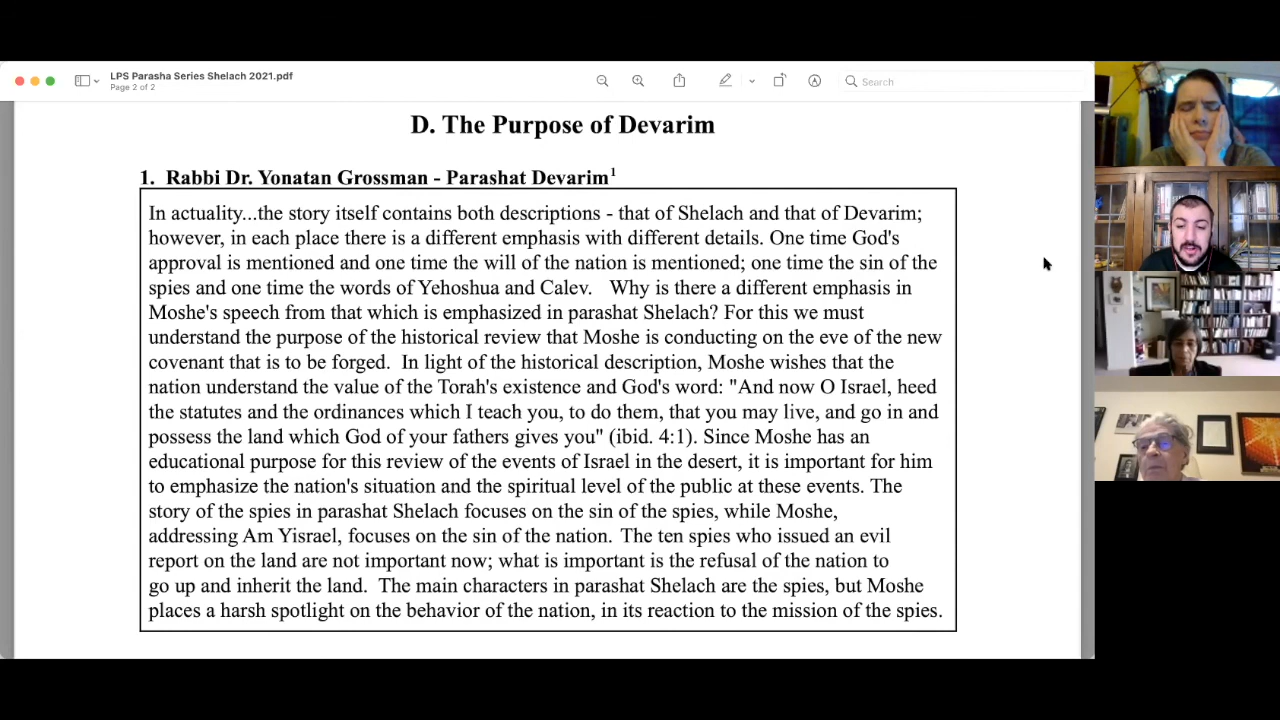 LPS Parasha Series Shelach 2021.pdf
Page 2 of 2
Search
D. The Purpose of Devarim
1. Rabbi Dr. Yonatan Grossman - Parashat Devarim1
In actuality...the story itself contains both descriptions - that of Shelach and that of Devarim;
however, in each place there is a different emphasis with different details. One time God's
approval is mentioned and one time the will of the nation is mentioned; one time the sin of the
spies and one time the words of Yehoshua and Calev. Why is there a different emphasis in
Moshe's speech from that which is emphasized in parashat Shelach? For this we must
understand the purpose of the historical review that Moshe is conducting on the eve of the new
covenant that is to be forged. In light of the historical description, Moshe wishes that the
nation understand the value of the Torah's existence and God's word: "And now O Israel, heed
the statutes and the ordinances which I teach you, to do them, that you may live, and go in and
possess the land which God of your fathers gives you" (ibid. 4:1). Since Moshe has an
educational purpose for this review of the events of Israel in the desert, it is important for him
to emphasize the nation's situation and the spiritual level of the public at these events. The
story of the spies in parashat Shelach focuses on the sin of the spies, while Moshe,
addressing Am Yisrael, focuses on the sin of the nation. The ten spies who issued an evil
report on the land are not important now; what is important is the refusal of the nation to
go up and inherit the land. The main characters in parashat Shelach are the spies, but Moshe
places a harsh spotlight on the behavior of the nation, in its reaction to the mission of the spies.